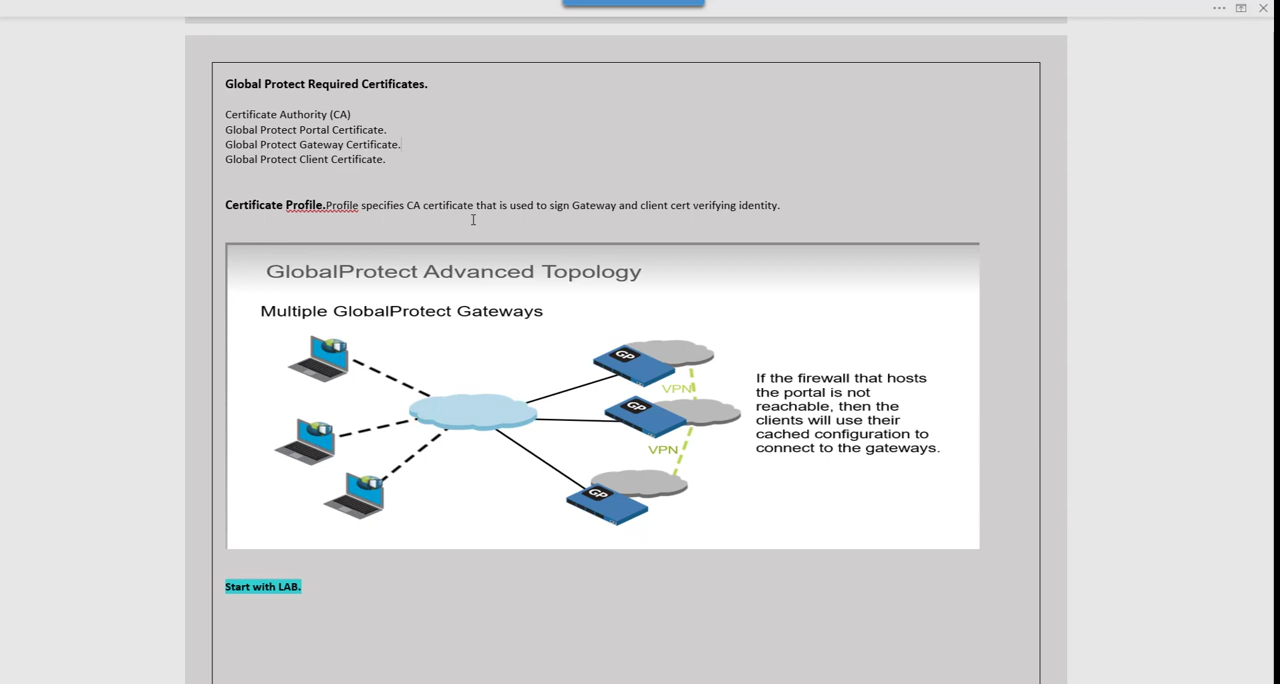 Global Protect Required Certificates.
Certificate Authority (CA)
Global Protect Portal Certificate.
Global Protect Gateway Certificate.
Global Protect Client Certificate.
Certificate Profile.Profile specifies CA certificate that is used to sign Gateway and client cert verifying identity.
GlobalProtect Advanced Topology
Multiple GlobalProtect Gateways
GP
VPN
GP
VPN
GP
If the firewall that hosts
the portal is not
reachable, then the
clients will use their
cached configuration to
connect to the gateways.
Start with LAB.